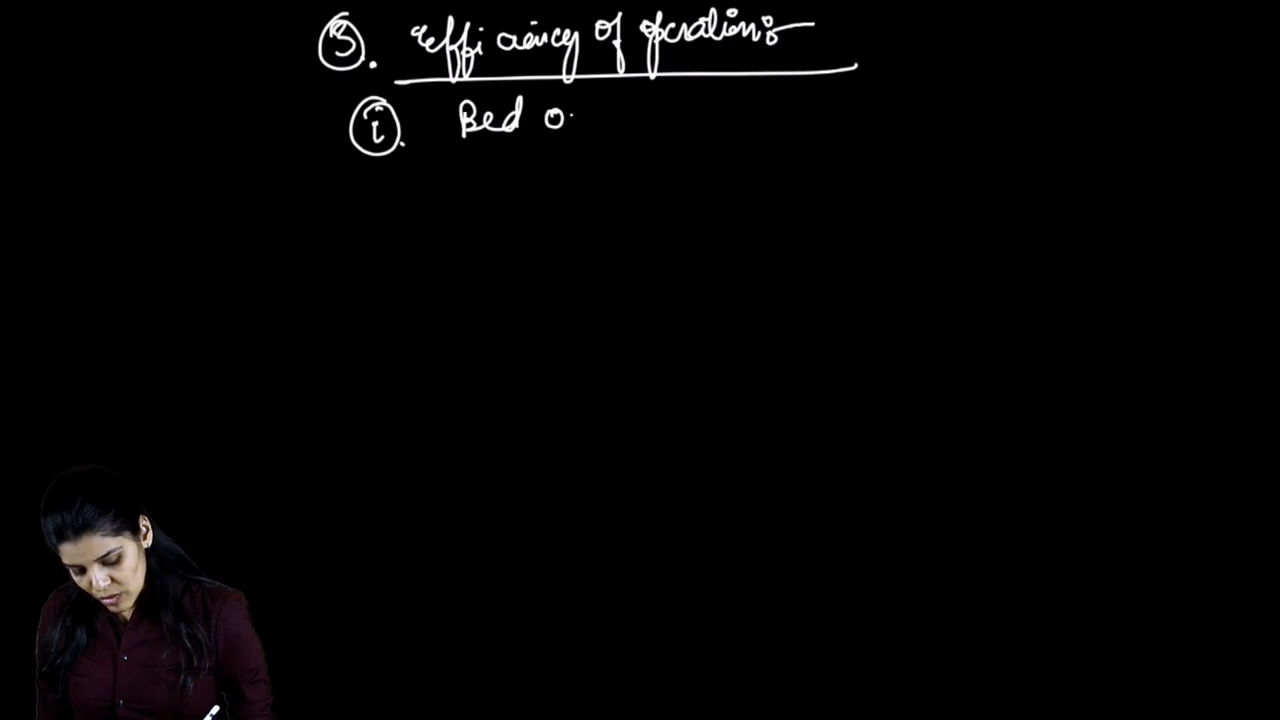 3. Efficiency of operations
i. Bed o